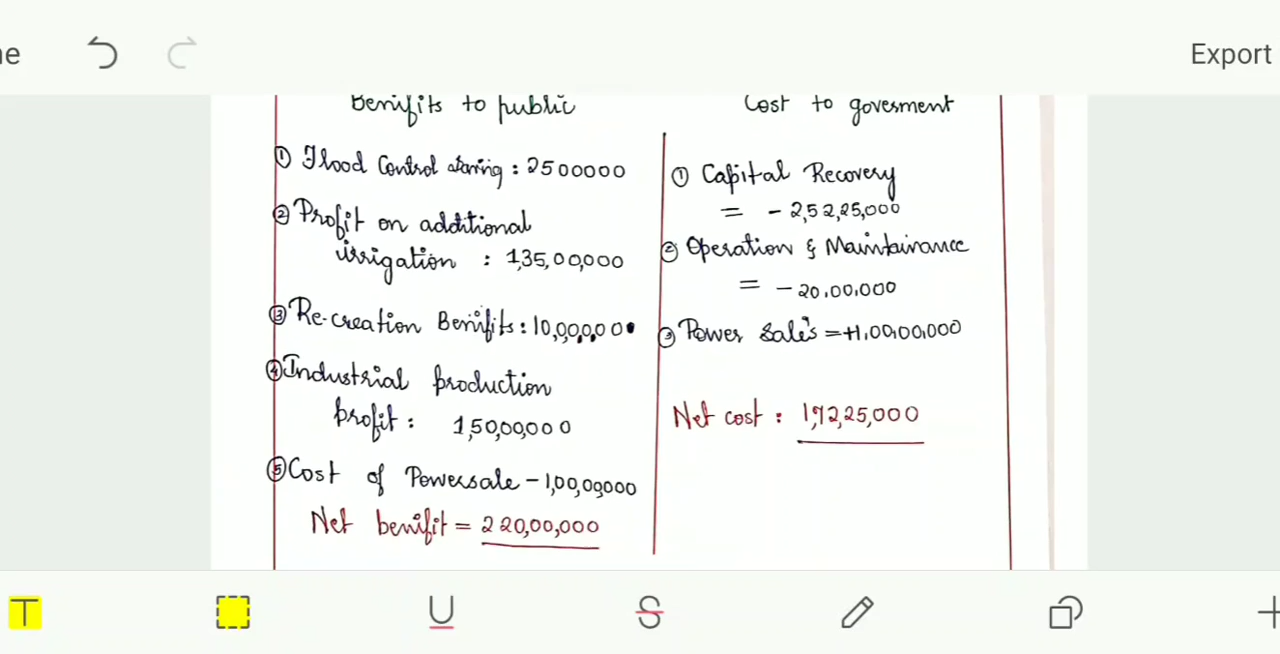 ne
Export
Benifits to public
Cost to goverment
① Flood Control saving : 2500000
② Profit on additional
irrigation : 1,35,00,000
③ Re-creation Benifits : 10,00,000
④ Industrial production
profit : 1,50,00,000
⑤ Cost of Powersale - 1,00,00,000
Net benifit = 220,00,000
① Capital Recovery
= - 2,52,25,000
② Operation & Maintainance
= - 20,00,000
③ Power Sales = +1,00,00,000
Net cost : 1,72,25,000
T
U
S